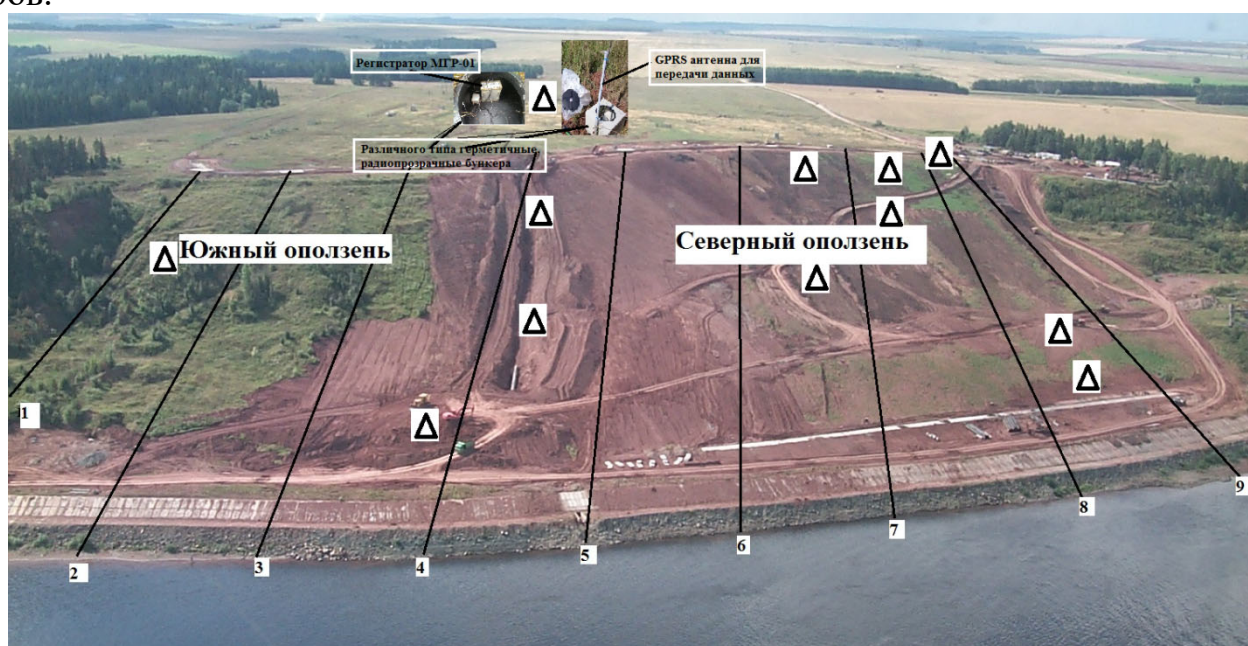 ров.
Регистратор МГР-01
GPRS антенна для
передачи данных
Различного типа герметичные,
радиопрозрачные бункера
Южный оползень
Северный оползень
1
2
3
4
5
6
7
8
9